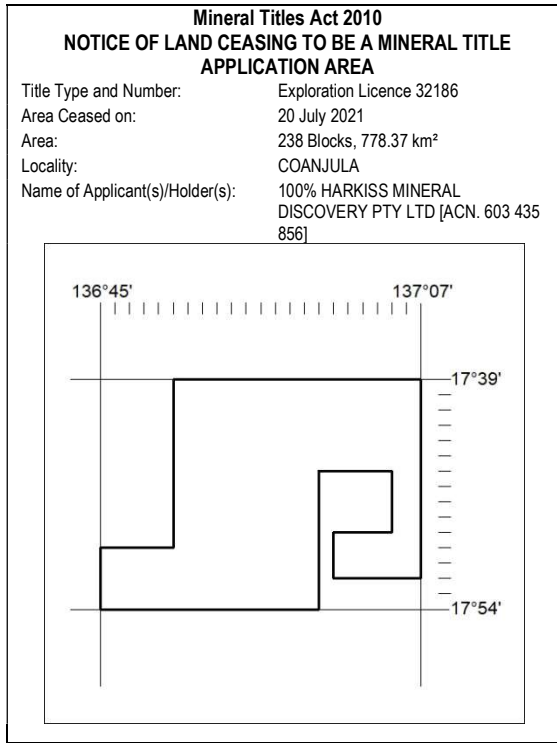 Mineral Titles Act 2010
NOTICE OF LAND CEASING TO BE A MINERAL TITLE
APPLICATION AREA
Title Type and Number: Exploration Licence 32186
Area Ceased on: 20 July 2021
Area: 238 Blocks, 778.37 km²
Locality: COANJULA
Name of Applicant(s)/Holder(s): 100% HARKISS MINERAL
DISCOVERY PTY LTD [ACN. 603 435
856]
136°45' 137°07'
17°39'
17°54'